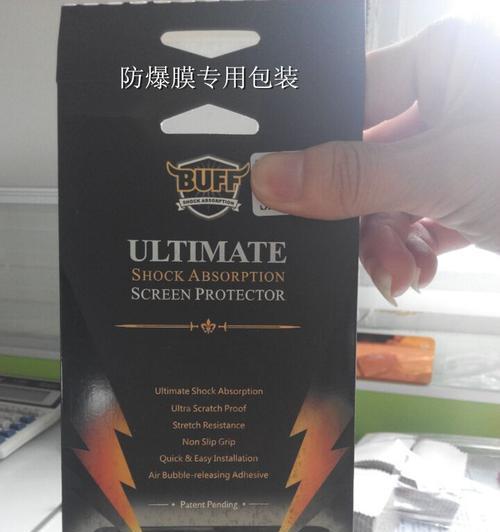 防爆膜专用包装
BUFF
SHOCK ABSORPTION
ULTIMATE
SHOCK ABSORPTION
SCREEN PROTECTOR
Ultimate Shock Absorption
Ultra Scratch Proof
Stretch Resistance
Non Slip Grip
Quick & Easy Installation
Air Bubble-releasing Adhesive
Patent Pending